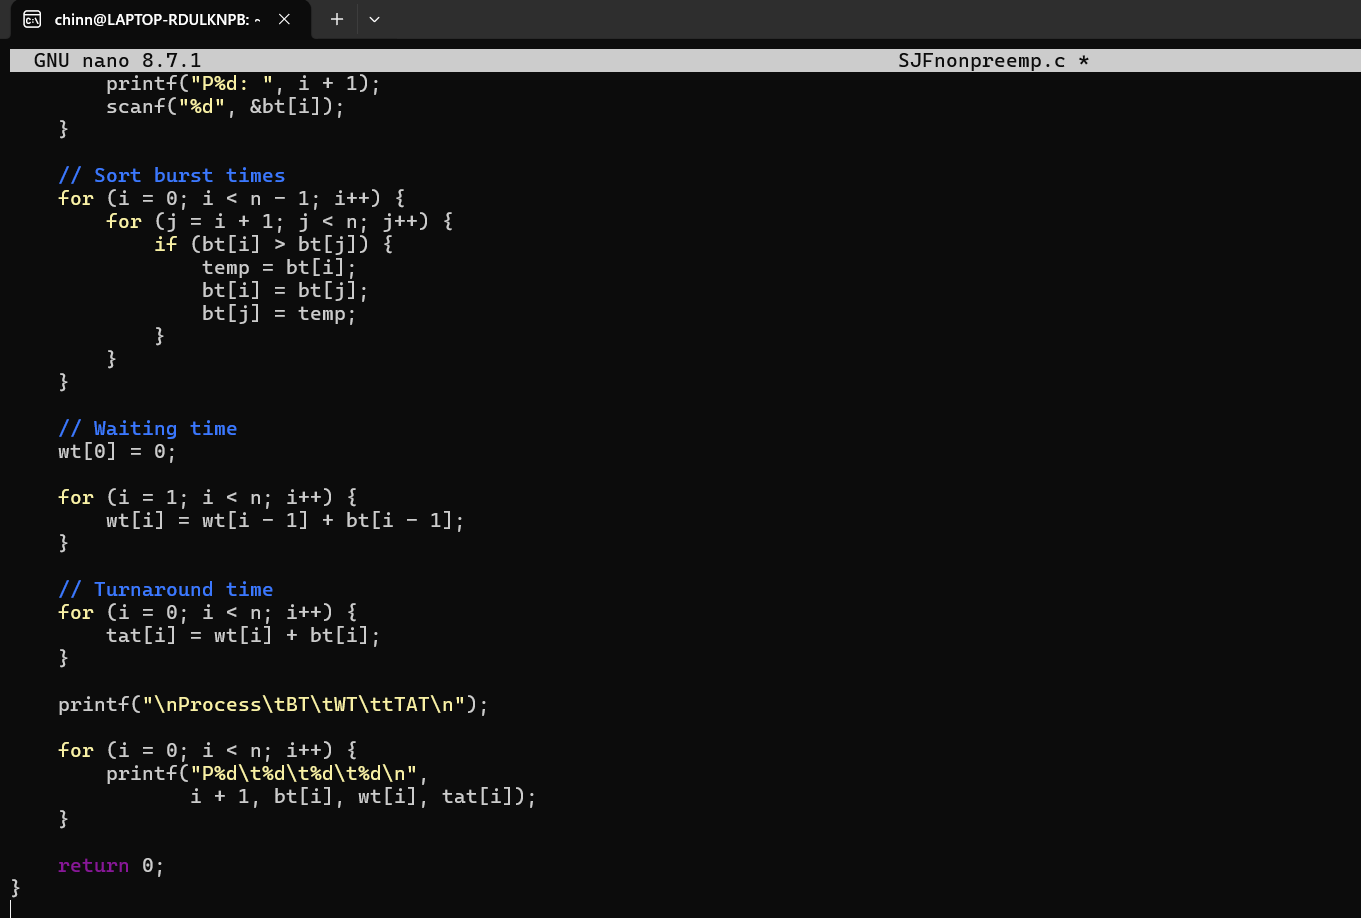 chinn@LAPTOP-RDULKNPB: ~
GNU nano 8.7.1 SJFnonpreemp.c *
printf("P%d: ", i + 1);
scanf("%d", &bt[i]);
}
// Sort burst times
for (i = 0; i < n - 1; i++) {
for (j = i + 1; j < n; j++) {
if (bt[i] > bt[j]) {
temp = bt[i];
bt[i] = bt[j];
bt[j] = temp;
}
}
}
// Waiting time
wt[0] = 0;
for (i = 1; i < n; i++) {
wt[i] = wt[i - 1] + bt[i - 1];
}
// Turnaround time
for (i = 0; i < n; i++) {
tat[i] = wt[i] + bt[i];
}
printf("\nProcess\tBT\tWT\ttTAT\n");
for (i = 0; i < n; i++) {
printf("P%d\t%d\t%d\t%d\n",
i + 1, bt[i], wt[i], tat[i]);
}
return 0;
}